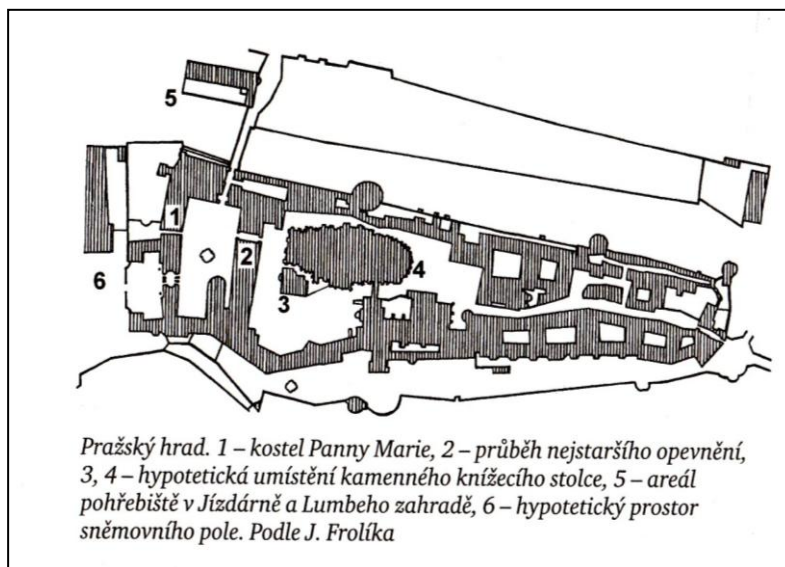 5
1
2
6
3
4
Pražský hrad. 1 – kostel Panny Marie, 2 – průběh nejstaršího opevnění,
3, 4 – hypotetická umístění kamenného knížecího stolce, 5 – areál
pohřebiště v Jízdárně a Lumbeho zahradě, 6 – hypotetický prostor
sněmovního pole. Podle J. Frolíka